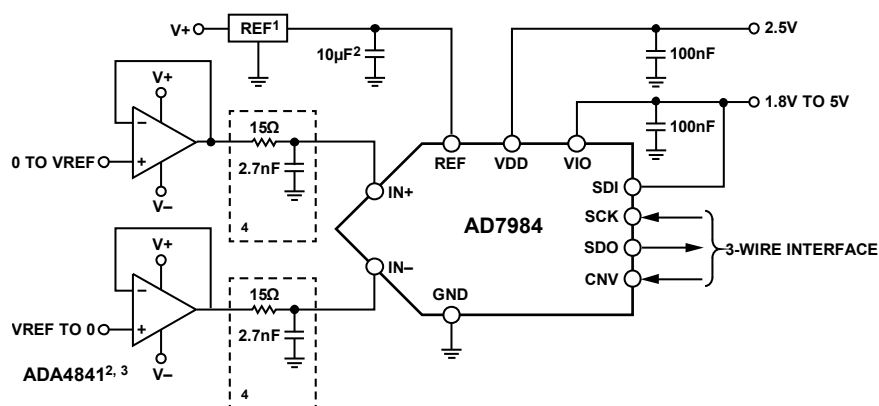 V+
REF1
10µF2
100nF
2.5V
100nF
1.8V TO 5V
V+
–
+
0 TO VREF
V–
15Ω
2.7nF
4
REF
VDD
VIO
IN+
IN–
AD7984
GND
SDI
SCK
SDO
CNV
3-WIRE INTERFACE
V+
–
+
VREF TO 0
V–
15Ω
2.7nF
4
ADA48412, 3